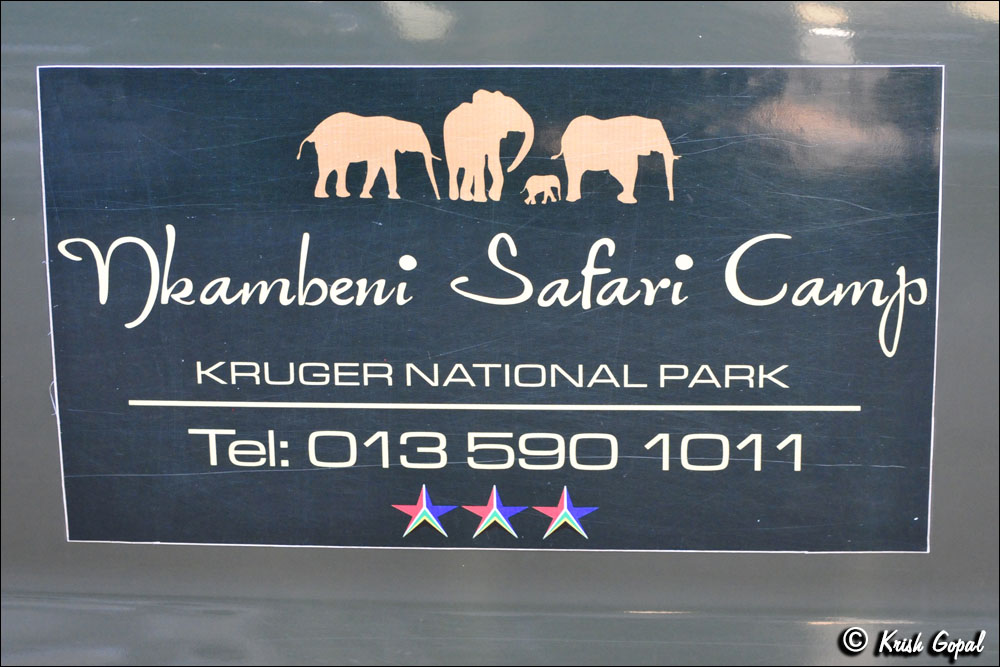 Nkambeni Safari Camp
KRUGER NATIONAL PARK
Tel: 013 590 1011
© Krish Gopal